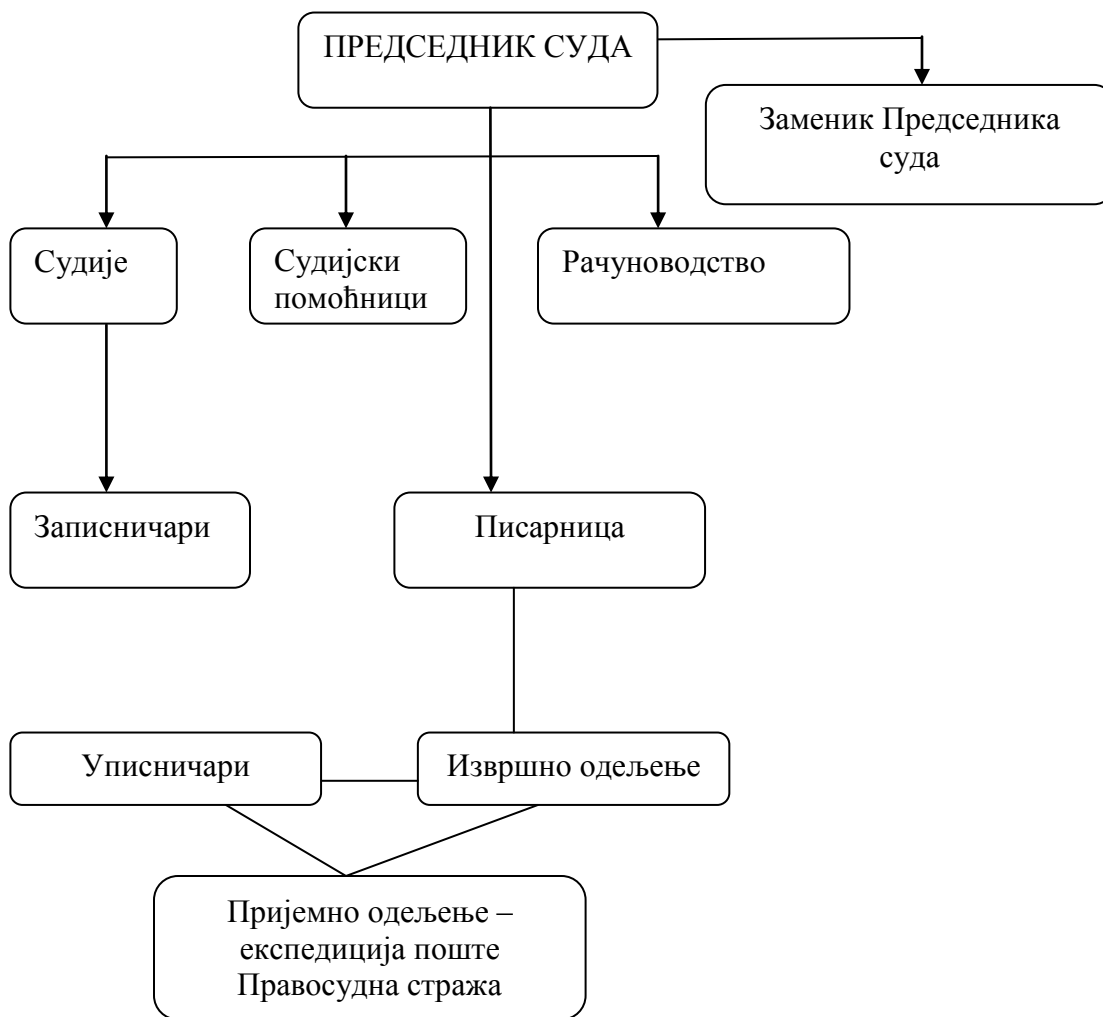 ПРЕДСЕДНИК СУДА
Заменик Председника
суда
Судије
Судијски
помоћници
Рачуноводство
Записничари
Писарница
Уписничари
Извршно одељење
Пријемно одељење –
експедиција поште
Правосудна стража